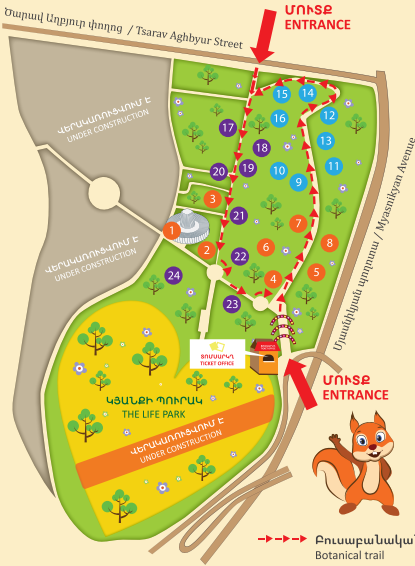 Ծարավ Աղբյուր փողոց / Tsarav Aghbyur Street
ՄՈՒՏՔ
ENTRANCE
ՎԵՐԱԿԱՌՈՒՑՎՈՒՄ Է
UNDER CONSTRUCTION
15
14
16
12
17
13
18
11
20
19
10
9
3
21
7
1
2
6
8
22
24
4
5
23
ՎԵՐԱԿԱՌՈՒՑՎՈՒՄ Է
UNDER CONSTRUCTION
Մյասնիկյան պողոտա / Myasnikyan Avenue
ՏՈՄՍԱՐԿՂ
TICKET OFFICE
ՄՈՒՏՔ
ENTRANCE
ԿՅԱՆՔԻ ՊՈՒՐԱԿ
THE LIFE PARK
ՎԵՐԱԿԱՌՈՒՑՎՈՒՄ Է
UNDER CONSTRUCTION
Բուսաբանական
Botanical trail